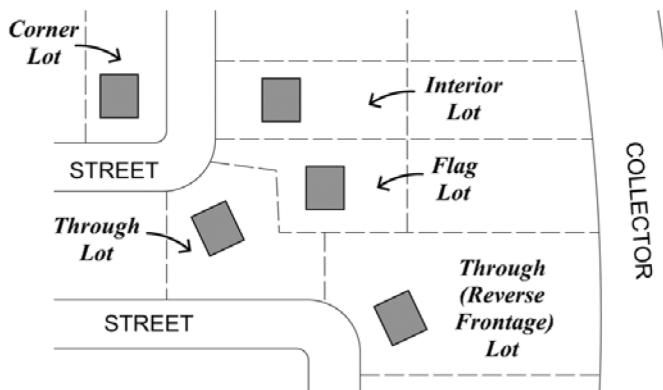 Corner
Lot
Interior
Lot
STREET
Flag
Lot
COLLECTOR
Through
Lot
Through
(Reverse
Frontage)
Lot
STREET